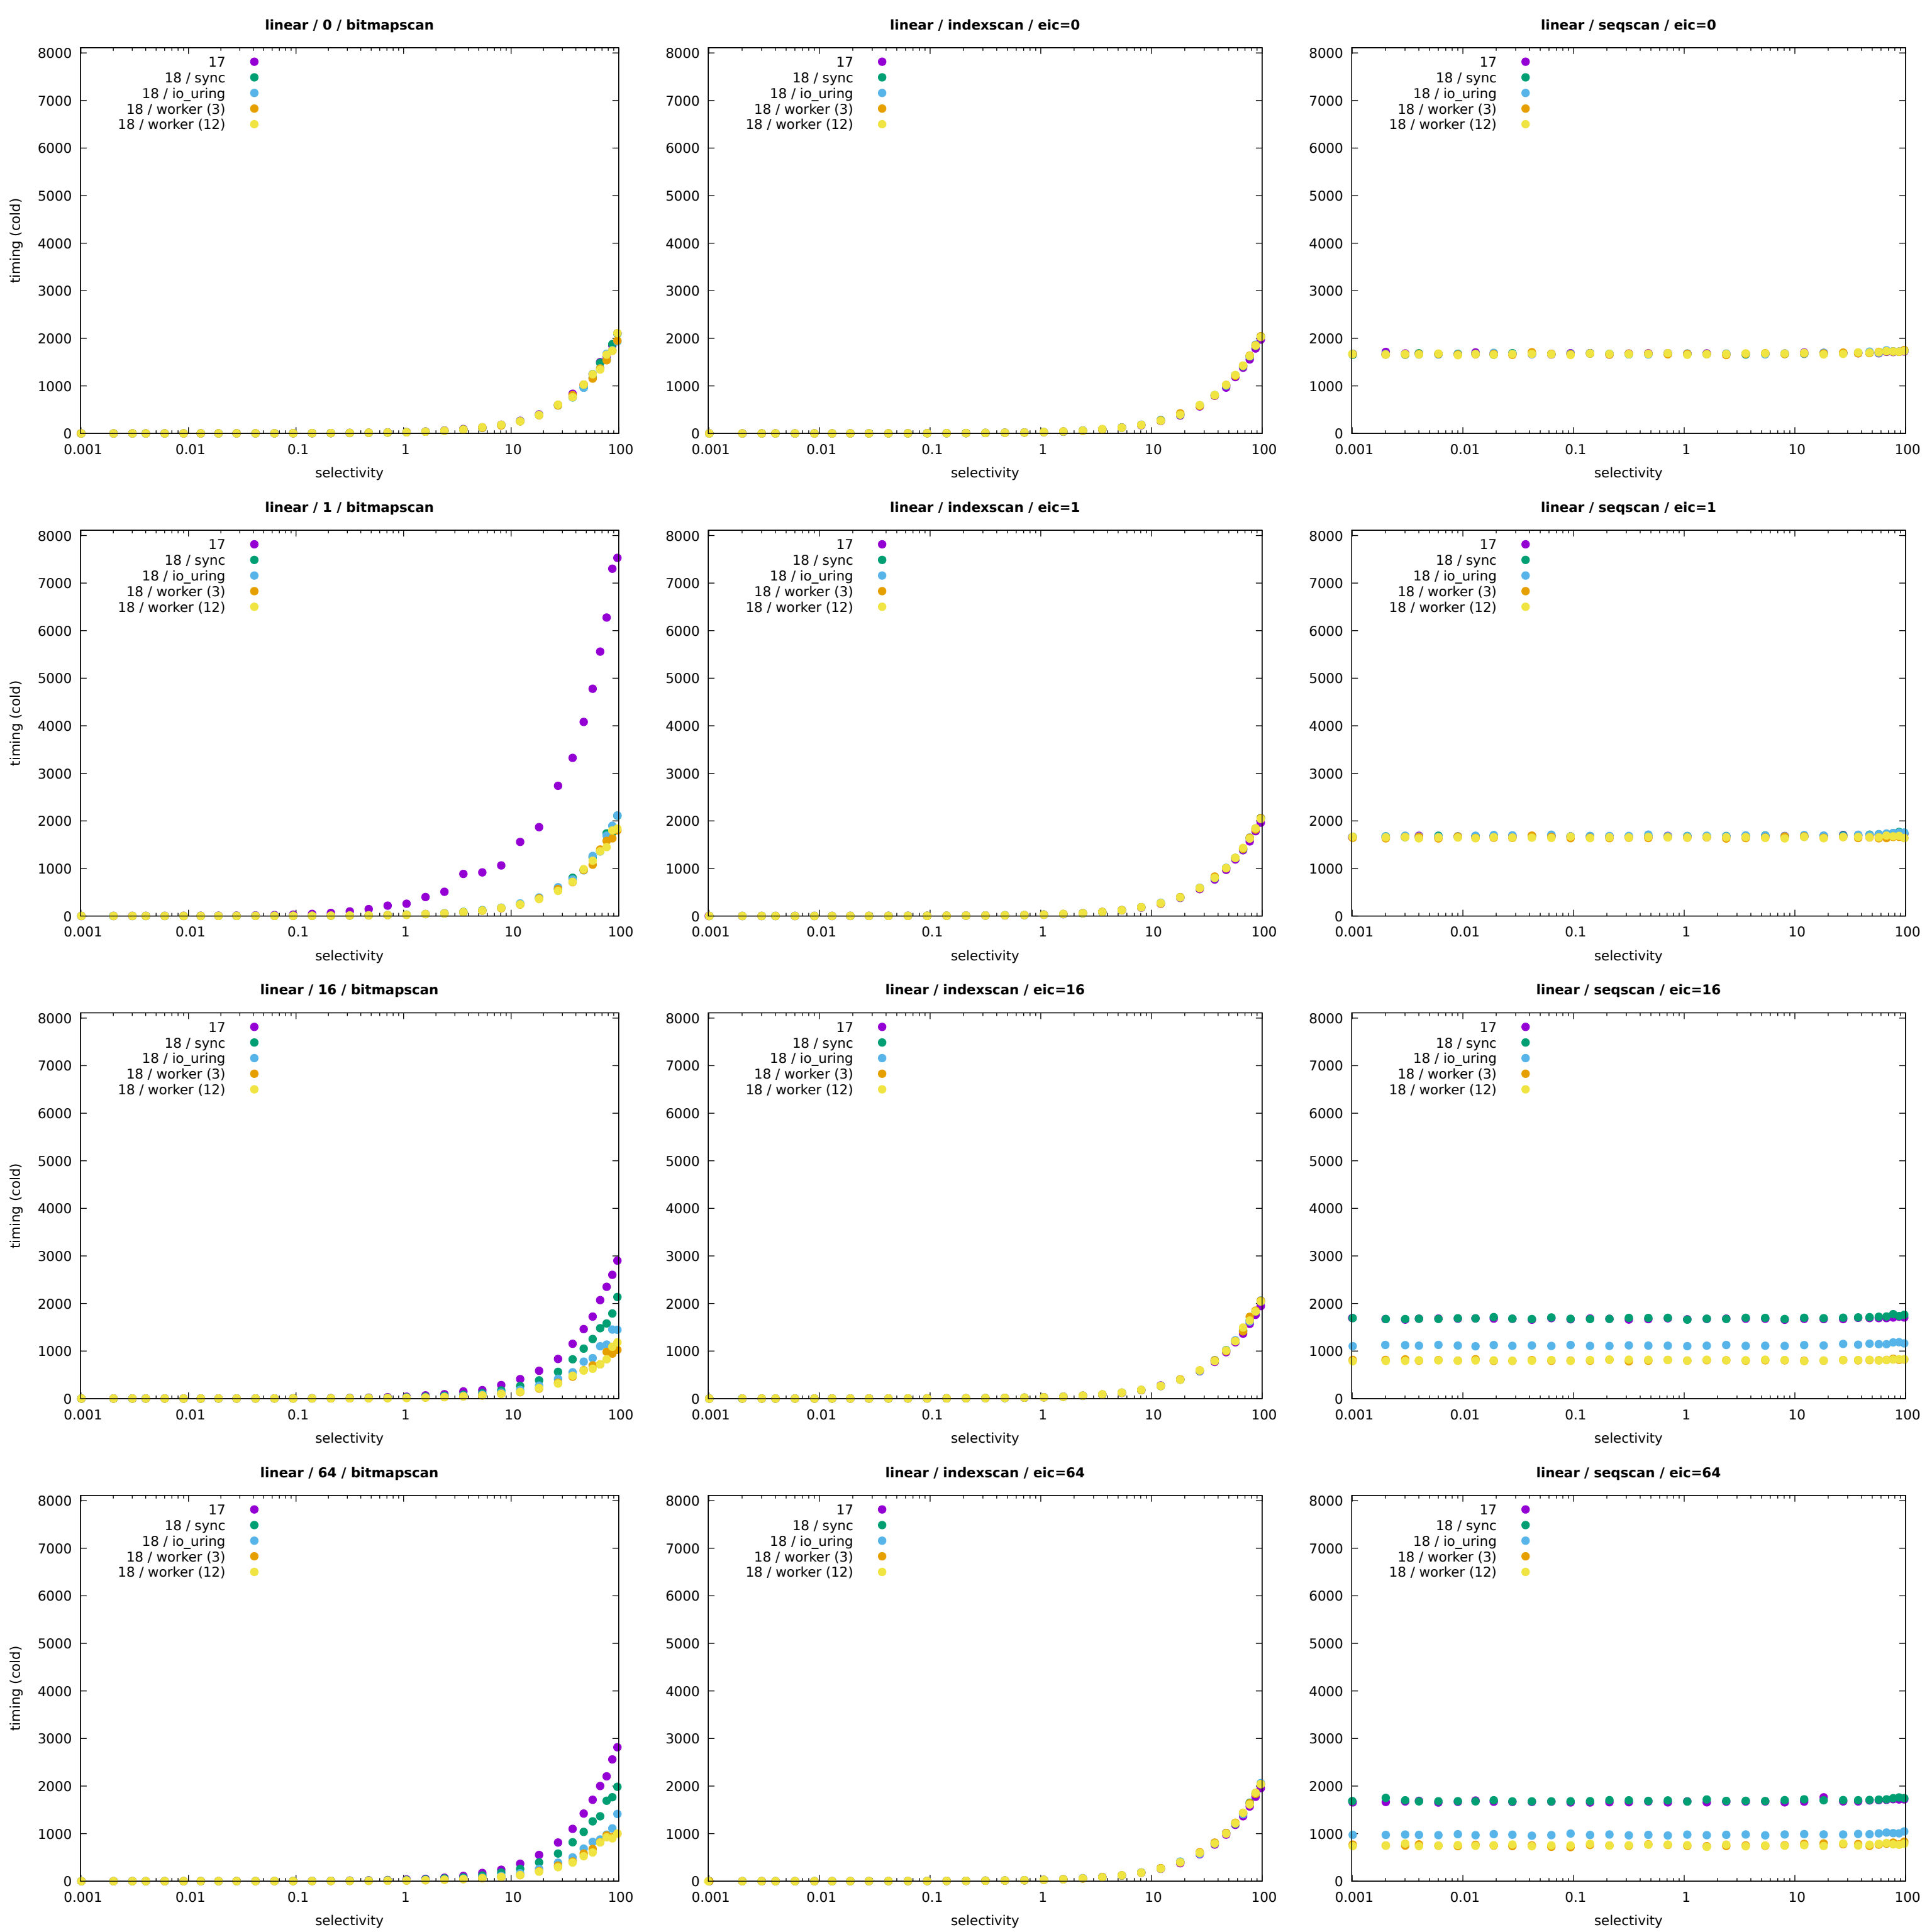 linear / 0 / bitmapscan
timing (cold)
8000
7000
6000
5000
4000
3000
2000
1000
0
17
18 / sync
18 / io_uring
18 / worker (3)
18 / worker (12)
0.001 0.01 0.1 1 10 100
selectivity
linear / indexscan / eic=0
8000
7000
6000
5000
4000
3000
2000
1000
0
17
18 / sync
18 / io_uring
18 / worker (3)
18 / worker (12)
0.001 0.01 0.1 1 10 100
selectivity
linear / seqscan / eic=0
8000
7000
6000
5000
4000
3000
2000
1000
0
17
18 / sync
18 / io_uring
18 / worker (3)
18 / worker (12)
0.001 0.01 0.1 1 10 100
selectivity
linear / 1 / bitmapscan
timing (cold)
8000
7000
6000
5000
4000
3000
2000
1000
0
17
18 / sync
18 / io_uring
18 / worker (3)
18 / worker (12)
0.001 0.01 0.1 1 10 100
selectivity
linear / indexscan / eic=1
8000
7000
6000
5000
4000
3000
2000
1000
0
17
18 / sync
18 / io_uring
18 / worker (3)
18 / worker (12)
0.001 0.01 0.1 1 10 100
selectivity
linear / seqscan / eic=1
8000
7000
6000
5000
4000
3000
2000
1000
0
17
18 / sync
18 / io_uring
18 / worker (3)
18 / worker (12)
0.001 0.01 0.1 1 10 100
selectivity
linear / 16 / bitmapscan
timing (cold)
8000
7000
6000
5000
4000
3000
2000
1000
0
17
18 / sync
18 / io_uring
18 / worker (3)
18 / worker (12)
0.001 0.01 0.1 1 10 100
selectivity
linear / indexscan / eic=16
8000
7000
6000
5000
4000
3000
2000
1000
0
17
18 / sync
18 / io_uring
18 / worker (3)
18 / worker (12)
0.001 0.01 0.1 1 10 100
selectivity
linear / seqscan / eic=16
8000
7000
6000
5000
4000
3000
2000
1000
0
17
18 / sync
18 / io_uring
18 / worker (3)
18 / worker (12)
0.001 0.01 0.1 1 10 100
selectivity
linear / 64 / bitmapscan
timing (cold)
8000
7000
6000
5000
4000
3000
2000
1000
0
17
18 / sync
18 / io_uring
18 / worker (3)
18 / worker (12)
0.001 0.01 0.1 1 10 100
selectivity
linear / indexscan / eic=64
8000
7000
6000
5000
4000
3000
2000
1000
0
17
18 / sync
18 / io_uring
18 / worker (3)
18 / worker (12)
0.001 0.01 0.1 1 10 100
selectivity
linear / seqscan / eic=64
8000
7000
6000
5000
4000
3000
2000
1000
0
17
18 / sync
18 / io_uring
18 / worker (3)
18 / worker (12)
0.001 0.01 0.1 1 10 100
selectivity